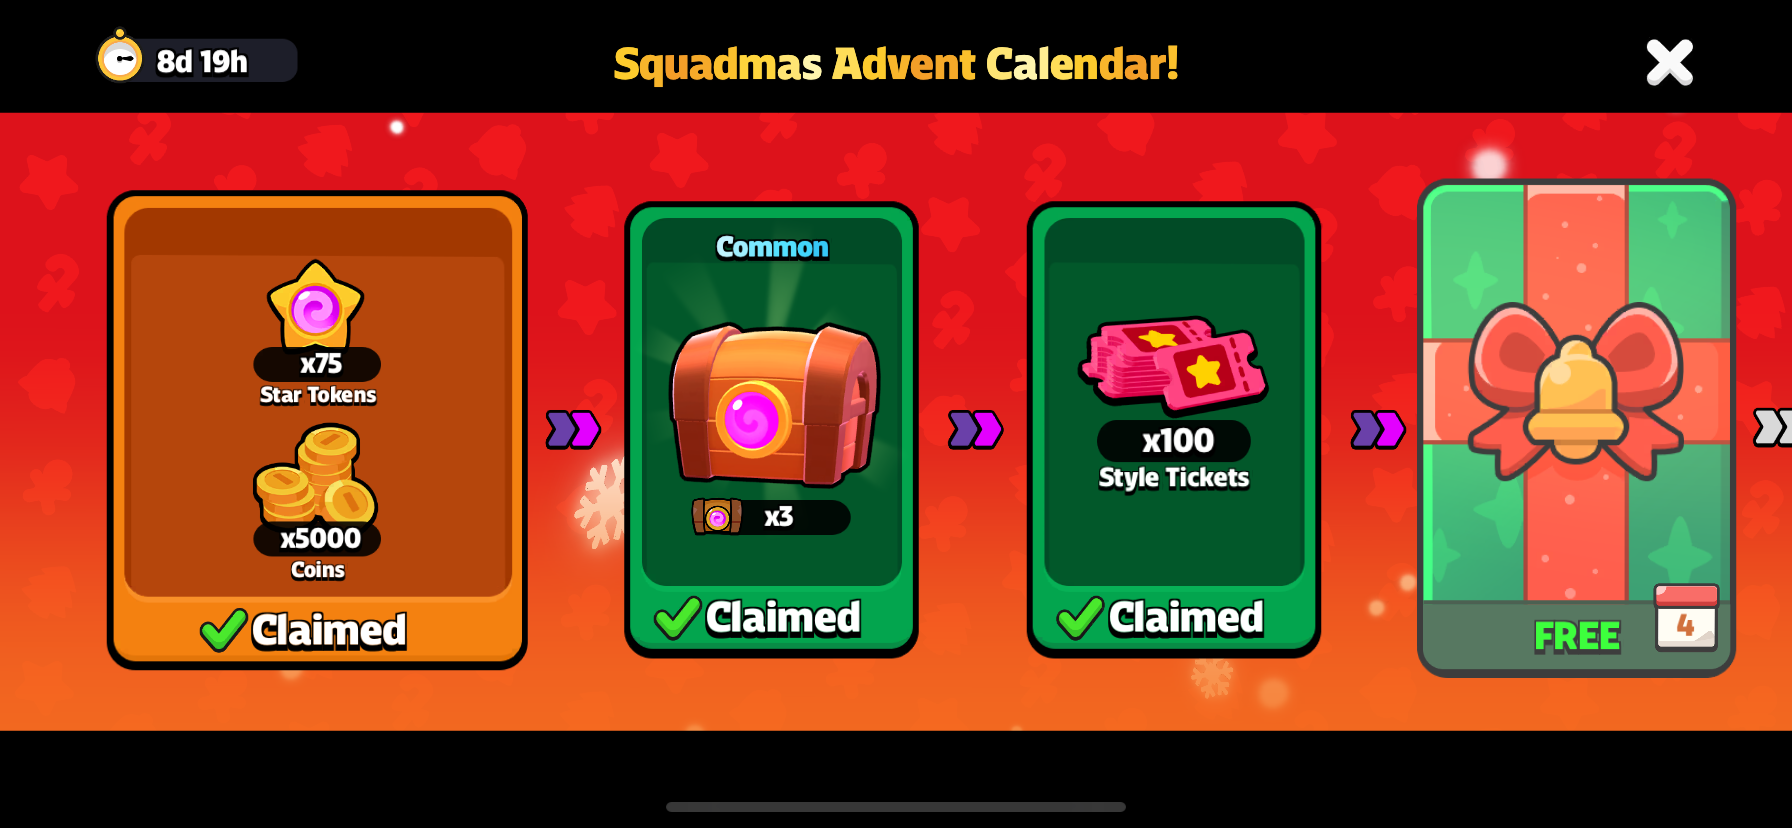 8d 19h
Squadmas Advent Calendar!
x75
Star Tokens
x5000
Coins
Claimed
Common
x3
Claimed
x100
Style Tickets
Claimed
FREE
4